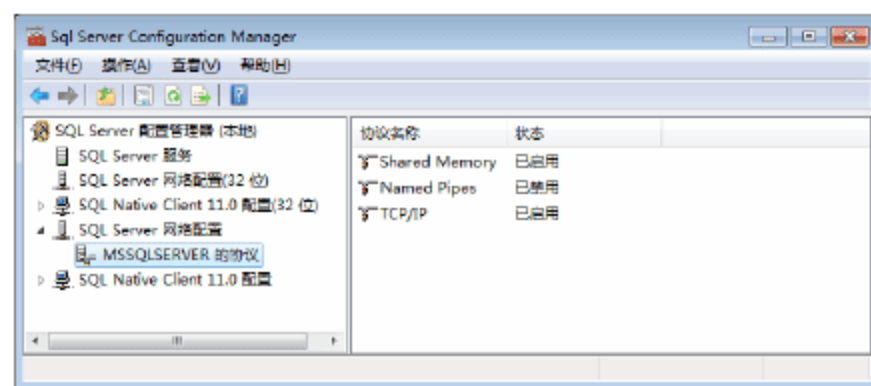 Sql Server Configuration Manager
文件(F) 操作(A) 查看(V) 帮助(H)
SQL Server 配置管理器 (本地)
SQL Server 服务
SQL Server 网络配置(32 位)
SQL Native Client 11.0 配置(32 位)
SQL Server 网络配置
MSSQLSERVER 的协议
SQL Native Client 11.0 配置
协议名称 状态
Shared Memory 已启用
Named Pipes 已禁用
TCP/IP 已启用